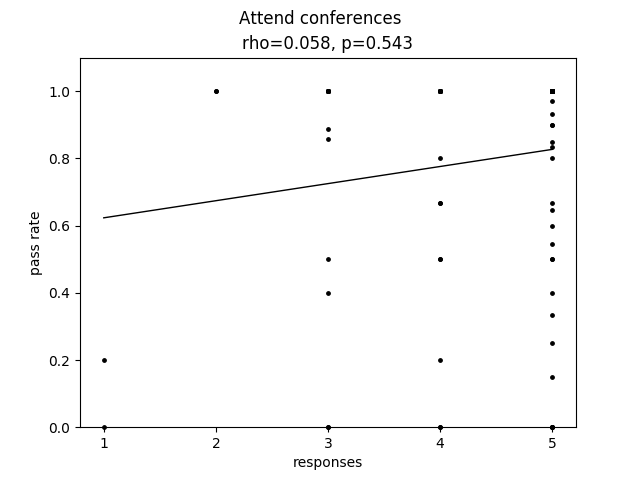 Attend conferences
rho=0.058, p=0.543
1.0
0.8
0.6
0.4
0.2
0.0
pass rate
1 2 3 4 5
responses